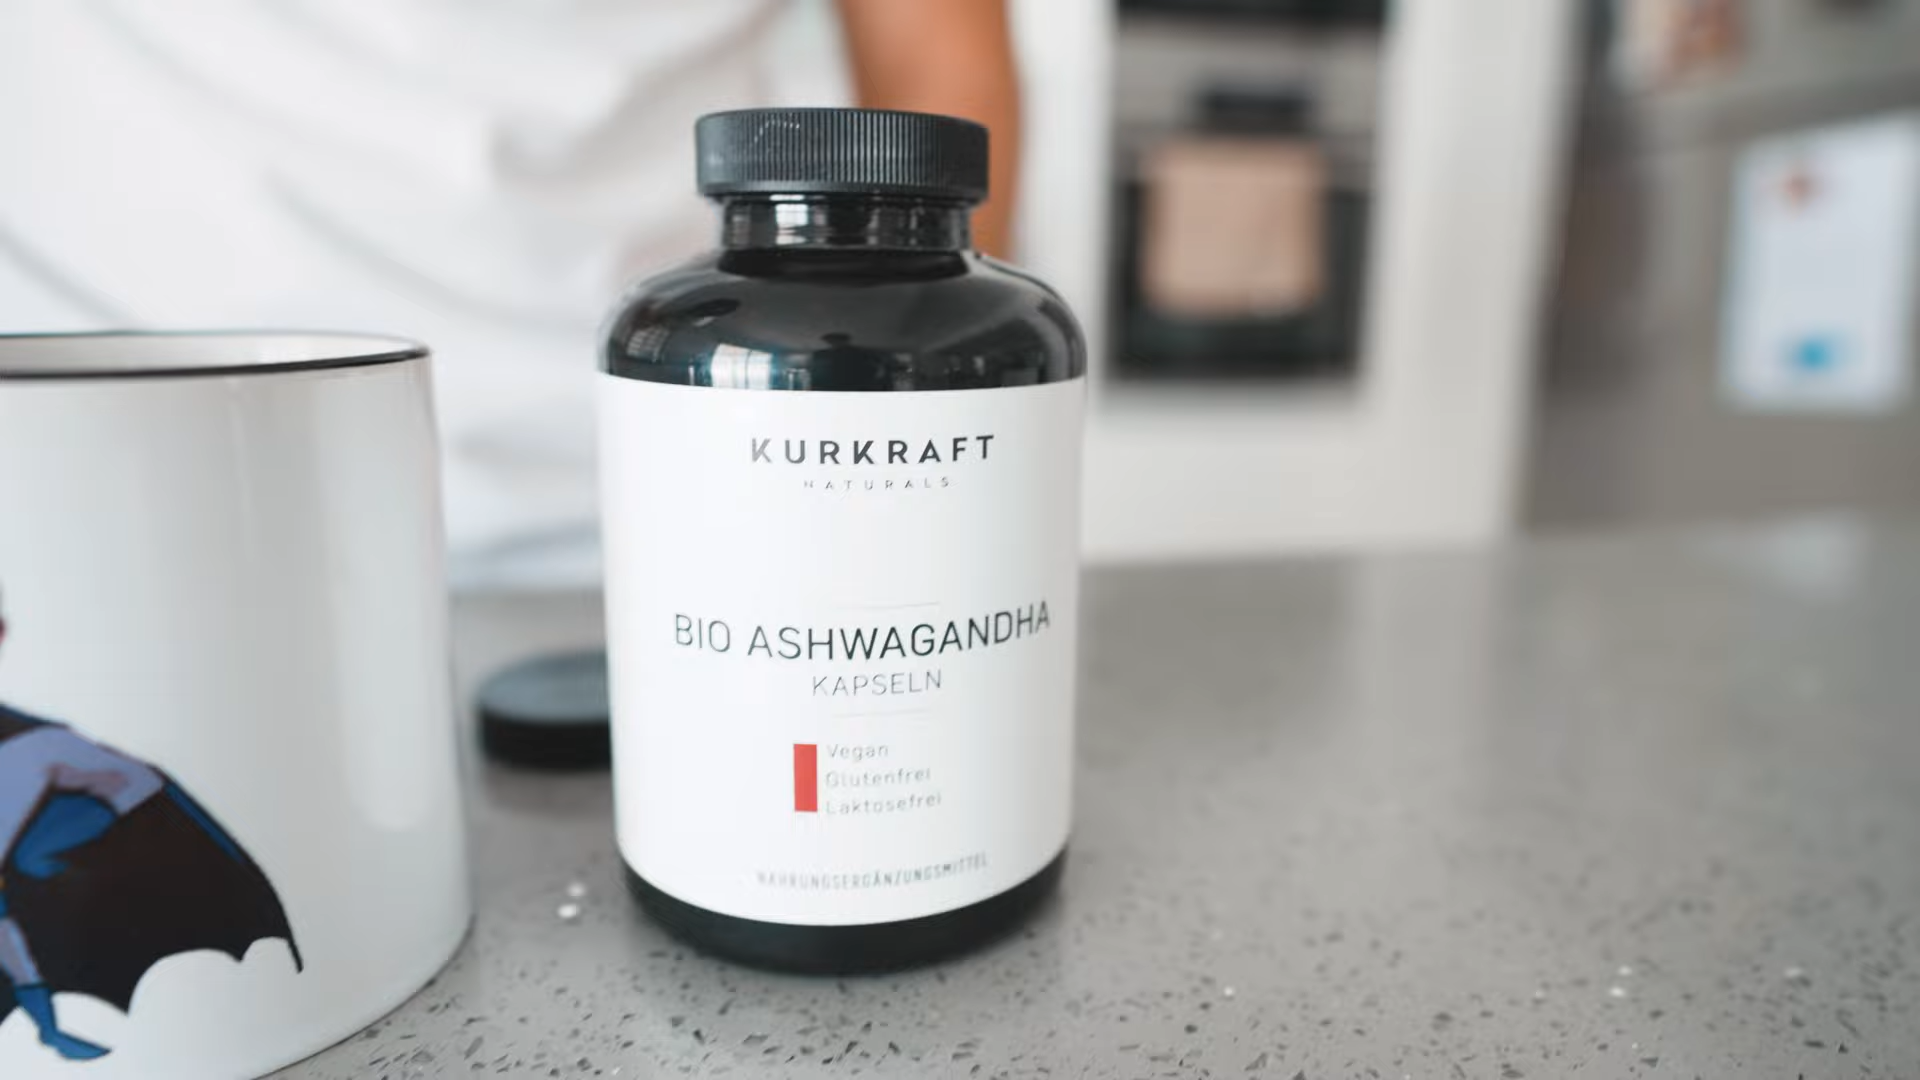 KURKRAFT
NATURALS
BIO ASHWAGANDHA
KAPSELN
Vegan
Glutenfrei
Laktosefrei
NAHRUNGSERGÄNZUNGSMITTEL